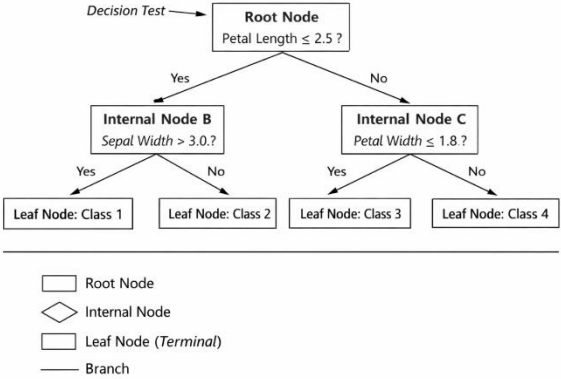 Decision Test
Root Node
Petal Length ≤ 2.5 ?
Yes
No
Internal Node B
Sepal Width > 3.0.?
Internal Node C
Petal Width ≤ 1.8.?
Yes
No
Yes
No
Leaf Node: Class 1
Leaf Node: Class 2
Leaf Node: Class 3
Leaf Node: Class 4
Root Node
Internal Node
Leaf Node (Terminal)
Branch